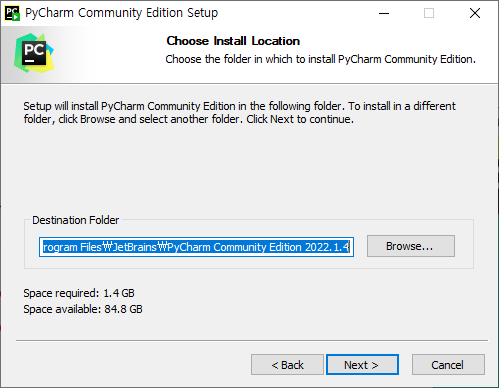 PC PyCharm Community Edition Setup
PC
Choose Install Location
Choose the folder in which to install PyCharm Community Edition.
Setup will install PyCharm Community Edition in the following folder. To install in a different
folder, click Browse and select another folder. Click Next to continue.
Destination Folder
rogram Files₩JetBrains₩PyCharm Community Edition 2022.1.4
Browse...
Space required: 1.4 GB
Space available: 84.8 GB
< Back
Next >
Cancel